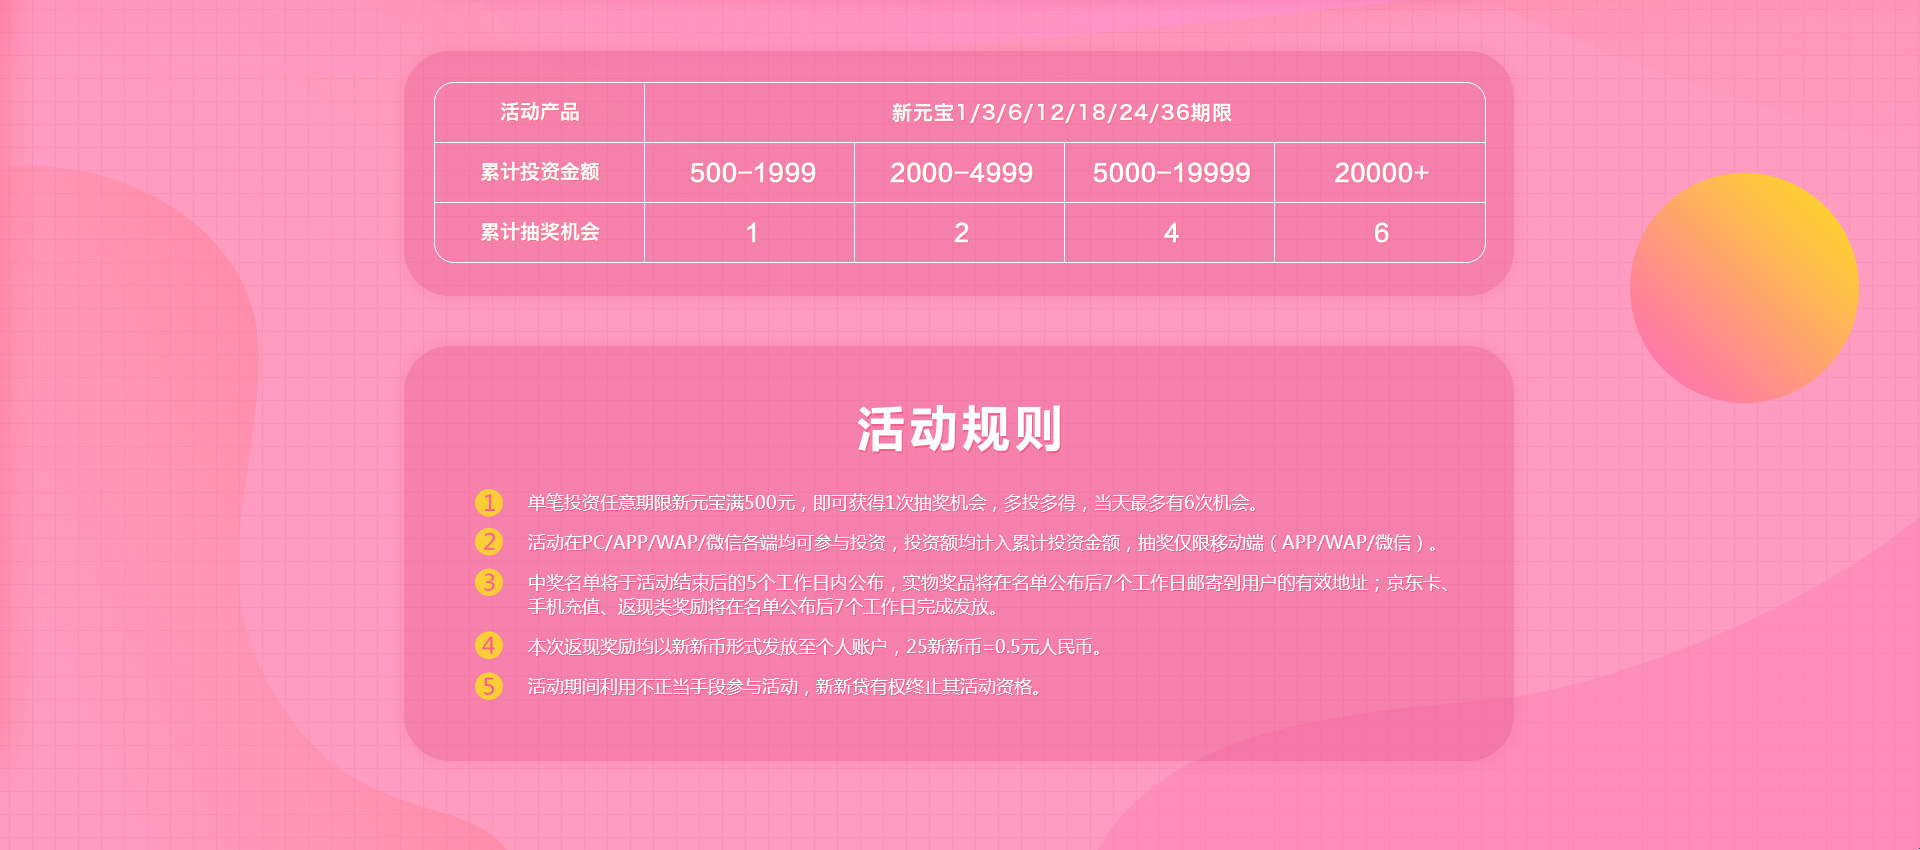 活动产品 新元宝1/3/6/12/18/24/36期限
累计投资金额 500-1999 2000-4999 5000-19999 20000+
累计抽奖机会 1 2 4 6
活动规则
1 单笔投资任意期限新元宝满500元，即可获得1次抽奖机会，多投多得，当天最多有6次机会。
2 活动在PC/APP/WAP/微信各端均可参与投资，投资额均计入累计投资金额，抽奖仅限移动端（APP/WAP/微信）。
3 中奖名单将于活动结束后的5个工作日内公布，实物奖品将在名单公布后7个工作日邮寄到用户的有效地址；京东卡、
手机充值、返现类奖励将在名单公布后7个工作日完成发放。
4 本次返现奖励均以新新币形式发放至个人账户，25新新币=0.5元人民币。
5 活动期间利用不正当手段参与活动，新新贷有权终止其活动资格。